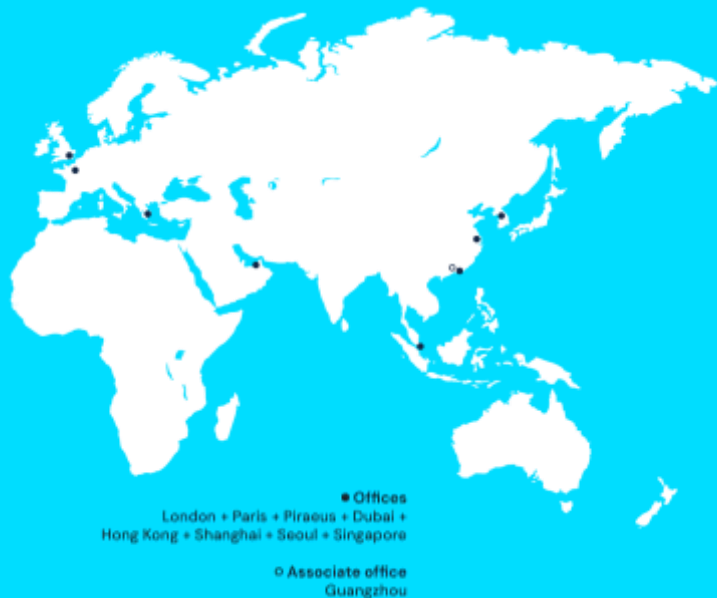 ● Offices
London + Paris + Piraeus + Dubai +
Hong Kong + Shanghai + Seoul + Singapore
○ Associate office
Guangzhou